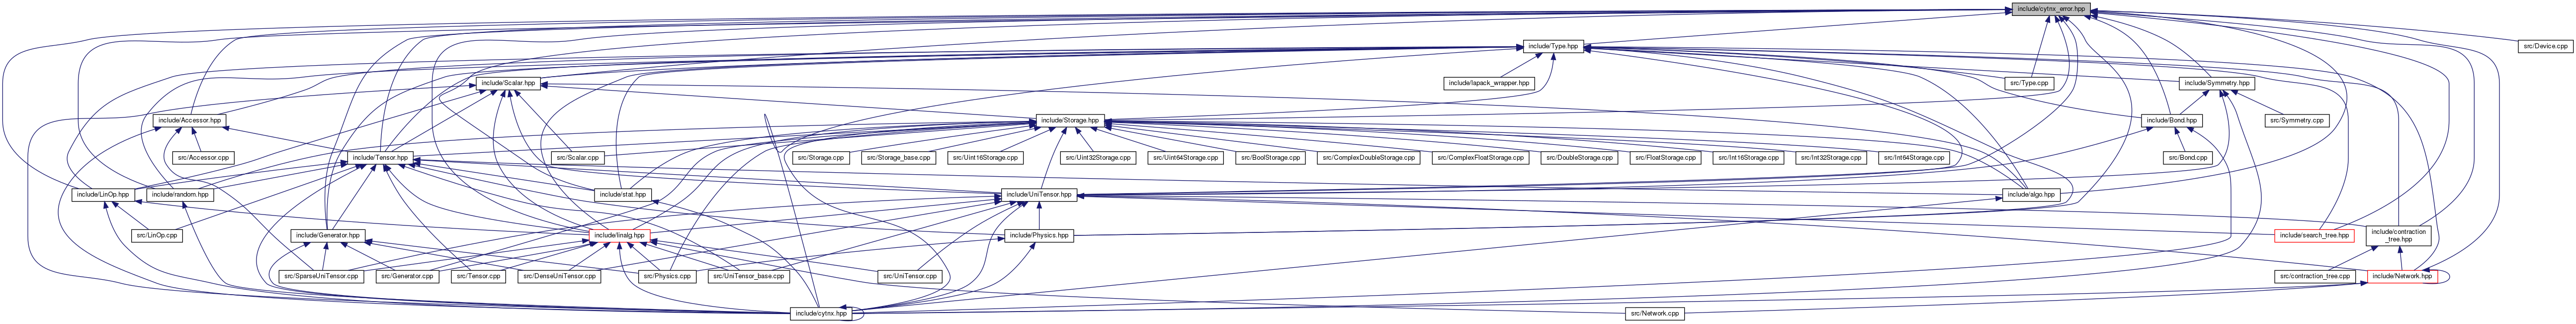 include/cytnx_error.hpp
include/Type.hpp
src/Device.cpp
include/Scalar.hpp
include/lapack_wrapper.hpp
src/Type.cpp
include/Symmetry.hpp
include/Accessor.hpp
include/Storage.hpp
include/Bond.hpp
src/Symmetry.cpp
src/Accessor.cpp
include/Tensor.hpp
src/Scalar.cpp
src/Storage.cpp
src/Storage_base.cpp
src/Uint16Storage.cpp
src/Uint32Storage.cpp
src/Uint64Storage.cpp
src/BoolStorage.cpp
src/ComplexDoubleStorage.cpp
src/ComplexFloatStorage.cpp
src/DoubleStorage.cpp
src/FloatStorage.cpp
src/Int16Storage.cpp
src/Int32Storage.cpp
src/Int64Storage.cpp
src/Bond.cpp
include/LinOp.hpp
include/random.hpp
include/stat.hpp
include/UniTensor.hpp
include/algo.hpp
src/LinOp.cpp
include/Generator.hpp
include/linalg.hpp
include/Physics.hpp
include/search_tree.hpp
include/contraction
_tree.hpp
src/SparseUniTensor.cpp
src/Generator.cpp
src/Tensor.cpp
src/DenseUniTensor.cpp
src/Physics.cpp
src/UniTensor_base.cpp
src/UniTensor.cpp
src/contraction_tree.cpp
include/Network.hpp
include/cytnx.hpp
src/Network.cpp